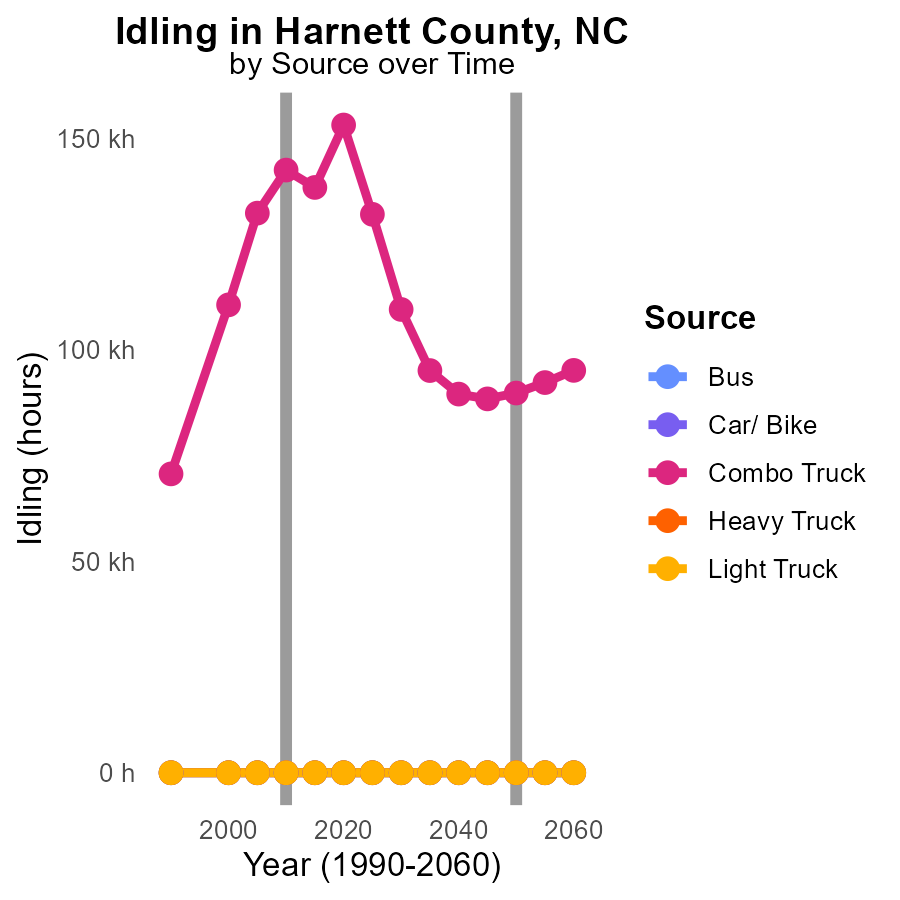 Idling in Harnett County, NC
by Source over Time
150 kh
100 kh
50 kh
0 h
Idling (hours)
2000 2020 2040 2060
Year (1990-2060)
Source
Bus
Car/ Bike
Combo Truck
Heavy Truck
Light Truck